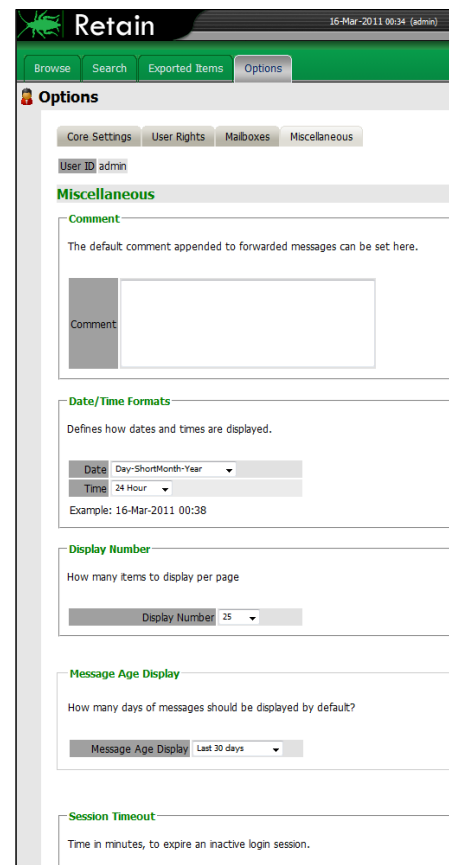 Retain
16-Mar-2011 00:34 (admin)
Browse Search Exported Items Options
Options
Core Settings User Rights Mailboxes Miscellaneous
User ID admin
Miscellaneous
Comment
The default comment appended to forwarded messages can be set here.
Comment
Date/Time Formats
Defines how dates and times are displayed.
Date Day-ShortMonth-Year
Time 24 Hour
Example: 16-Mar-2011 00:38
Display Number
How many items to display per page
Display Number 25
Message Age Display
How many days of messages should be displayed by default?
Message Age Display Last 30 days
Session Timeout
Time in minutes, to expire an inactive login session.